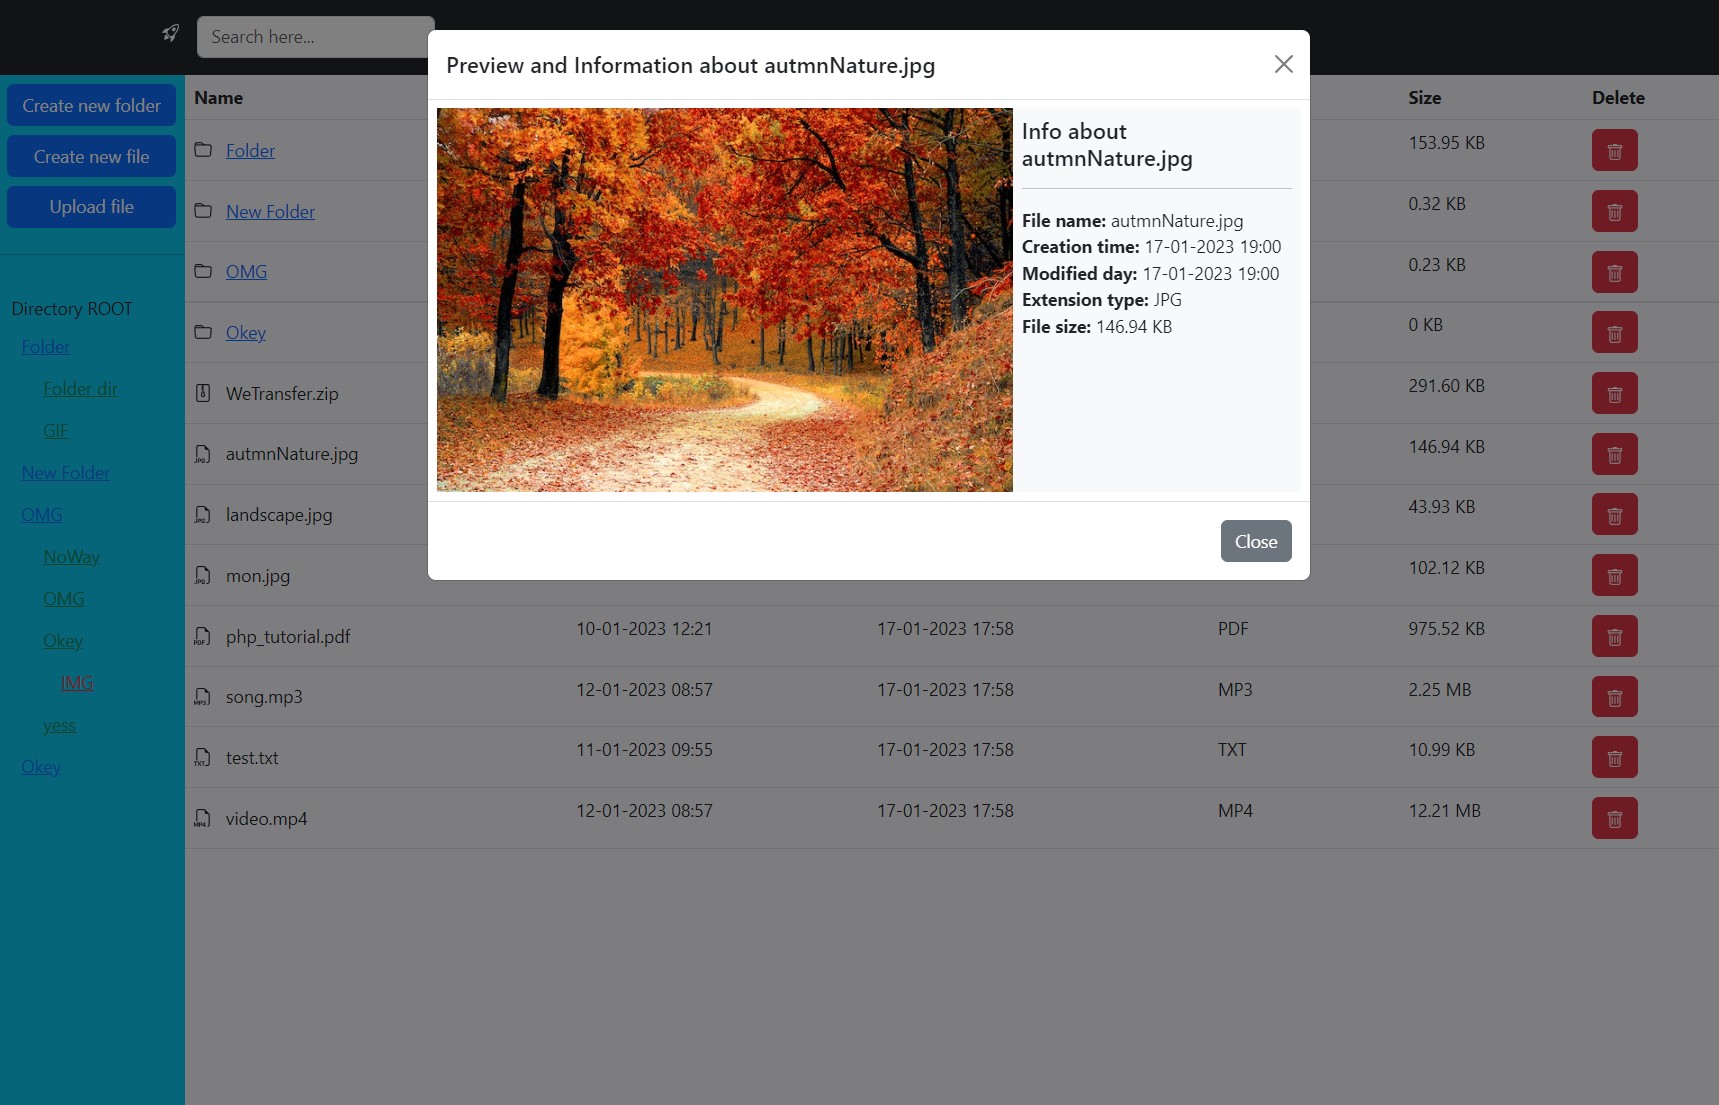 Search here...
Preview and Information about autmnNature.jpg
Create new folder
Create new file
Upload file
Directory ROOT
Folder
Folder dir
GIF
New Folder
OMG
NoWay
OMG
Okey
IMG
yess
Okey
Name Size Delete
Folder 153.95 KB
New Folder 0.32 KB
OMG 0.23 KB
Okey 0 KB
WeTransfer.zip 291.60 KB
autmnNature.jpg 146.94 KB
landscape.jpg 43.93 KB
mon.jpg 102.12 KB
php_tutorial.pdf 10-01-2023 12:21 17-01-2023 17:58 PDF 975.52 KB
song.mp3 12-01-2023 08:57 17-01-2023 17:58 MP3 2.25 MB
test.txt 11-01-2023 09:55 17-01-2023 17:58 TXT 10.99 KB
video.mp4 12-01-2023 08:57 17-01-2023 17:58 MP4 12.21 MB
Info about
autmnNature.jpg
File name: autmnNature.jpg
Creation time: 17-01-2023 19:00
Modified day: 17-01-2023 19:00
Extension type: JPG
File size: 146.94 KB
Close